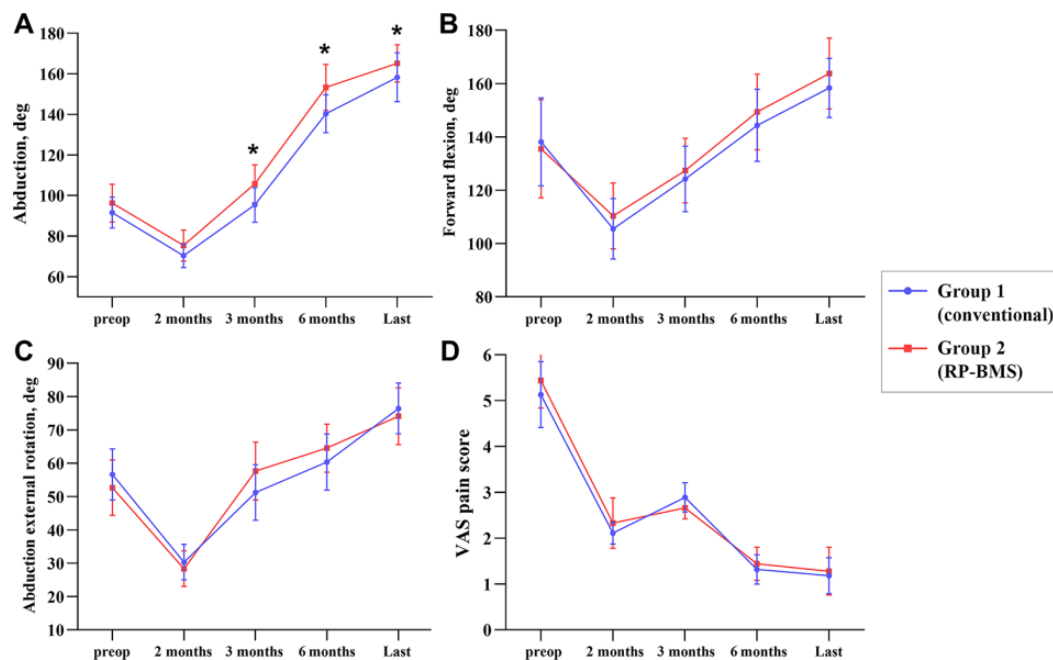 A
Abduction, deg
180
160
140
120
100
80
60
* * *
preop 2 months 3 months 6 months Last
B
Forward flexion, deg
180
160
140
120
100
80
preop 2 months 3 months 6 months Last
Group 1
(conventional)
Group 2
(RP-BMS)
C
Abduction external rotation, deg
90
80
70
60
50
40
30
20
10
preop 2 months 3 months 6 months Last
D
VAS pain score
6
5
4
3
2
1
0
preop 2 months 3 months 6 months Last